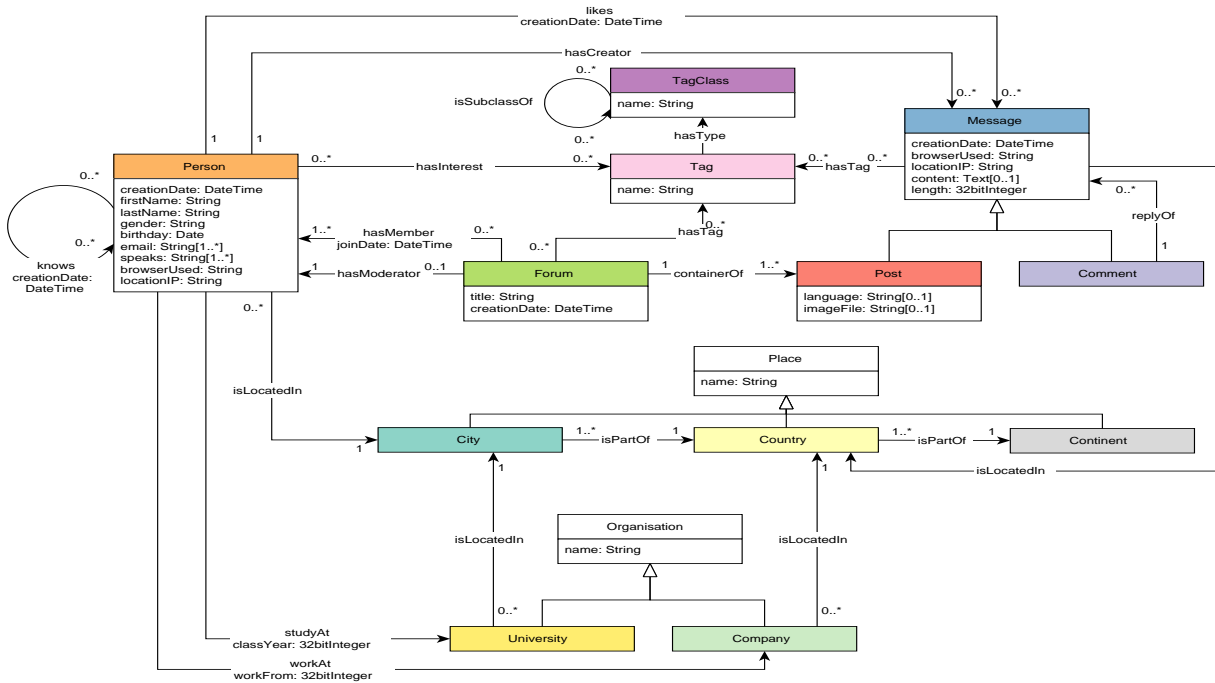 likes
creationDate: DateTime
hasCreator
0..*
TagClass
name: String
isSubclassOf
0..*
0..*
0..*
Message
creationDate: DateTime
browserUsed: String
locationIP: String
content: Text[0..1]
length: 32bitInteger
1
1
hasType
Person
creationDate: DateTime
firstName: String
lastName: String
gender: String
birthday: Date
email: String[1..*]
speaks: String[1..*]
browserUsed: String
locationIP: String
0..*
hasInterest
0..*
Tag
name: String
0..*
hasTag
0..*
0..*
knows
creationDate:
DateTime
0..*
replyOf
1
1..*
hasMember
joinDate: DateTime
0..*
0..*
hasTag
0..*
1
hasModerator
0..1
Forum
title: String
creationDate: DateTime
1
containerOf
1..*
Post
language: String[0..1]
imageFile: String[0..1]
Comment
0..*
isLocatedIn
1
Place
name: String
City
1..*
isPartOf
1
Country
1..*
isPartOf
1
Continent
1
1
isLocatedIn
Organisation
name: String
isLocatedIn
isLocatedIn
0..*
0..*
University
Company
studyAt
classYear: 32bitInteger
workAt
workFrom: 32bitInteger